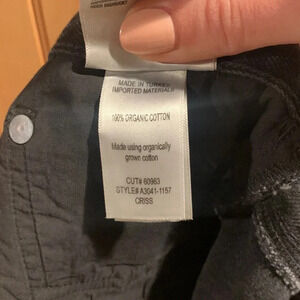 MADE IN TURKEY
IMPORTED MATERIALS
100% ORGANIC COTTON
Made using organically
grown cotton
CUT# 60983
STYLE# A3041-1157
CRISS